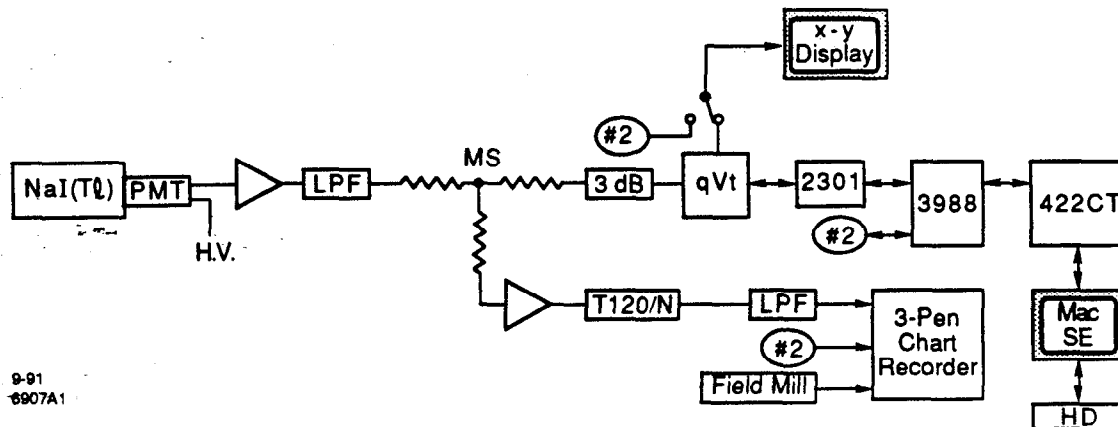 x-y
Display
#2
MS
NaI(Tℓ)
PMT
LPF
3 dB
qVt
2301
3988
422CT
#2
H.V.
T120/N
LPF
3-Pen
Chart
Recorder
Mac
SE
#2
Field Mill
HD
9-91
6907A1